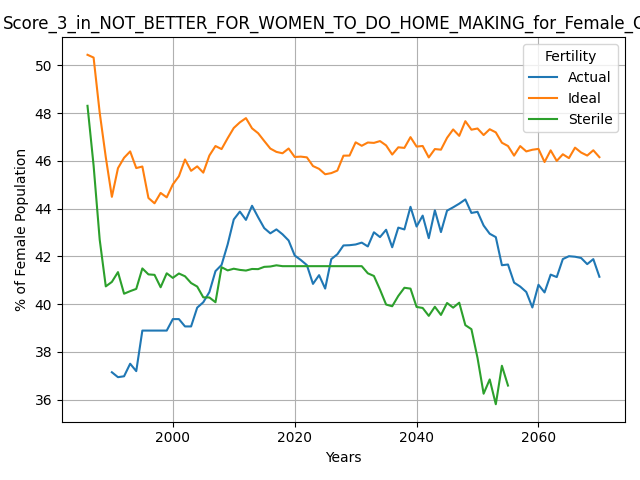 Score_3_in_NOT_BETTER_FOR_WOMEN_TO_DO_HOME_MAKING_for_Female_
Fertility
Actual
Ideal
Sterile
% of Female Population
50
48
46
44
42
40
38
36
2000
2020
2040
2060
Years